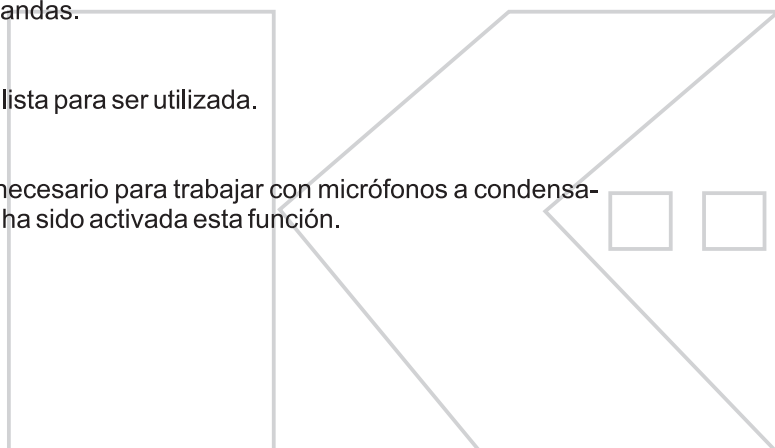 andas.
lista para ser utilizada.
necesario para trabajar con micrófonos a condensa-
ha sido activada esta función.